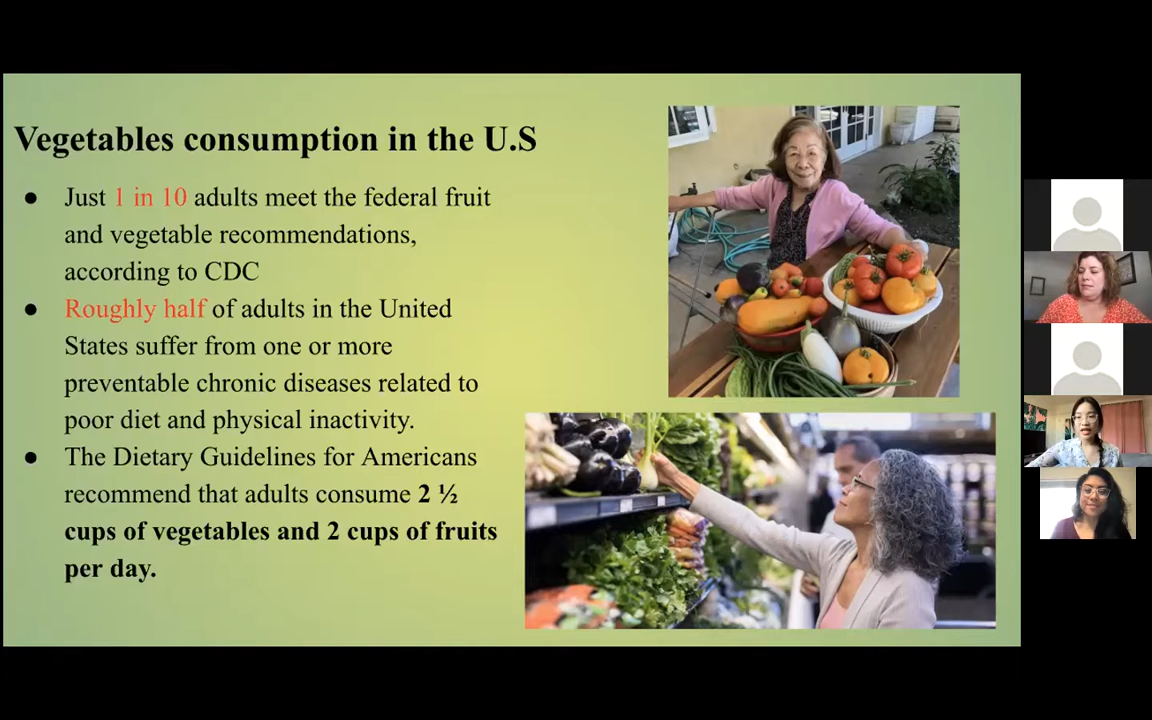 Vegetables consumption in the U.S
● Just 1 in 10 adults meet the federal fruit
and vegetable recommendations,
according to CDC
● Roughly half of adults in the United
States suffer from one or more
preventable chronic diseases related to
poor diet and physical inactivity.
● The Dietary Guidelines for Americans
recommend that adults consume 2 ½
cups of vegetables and 2 cups of fruits
per day.